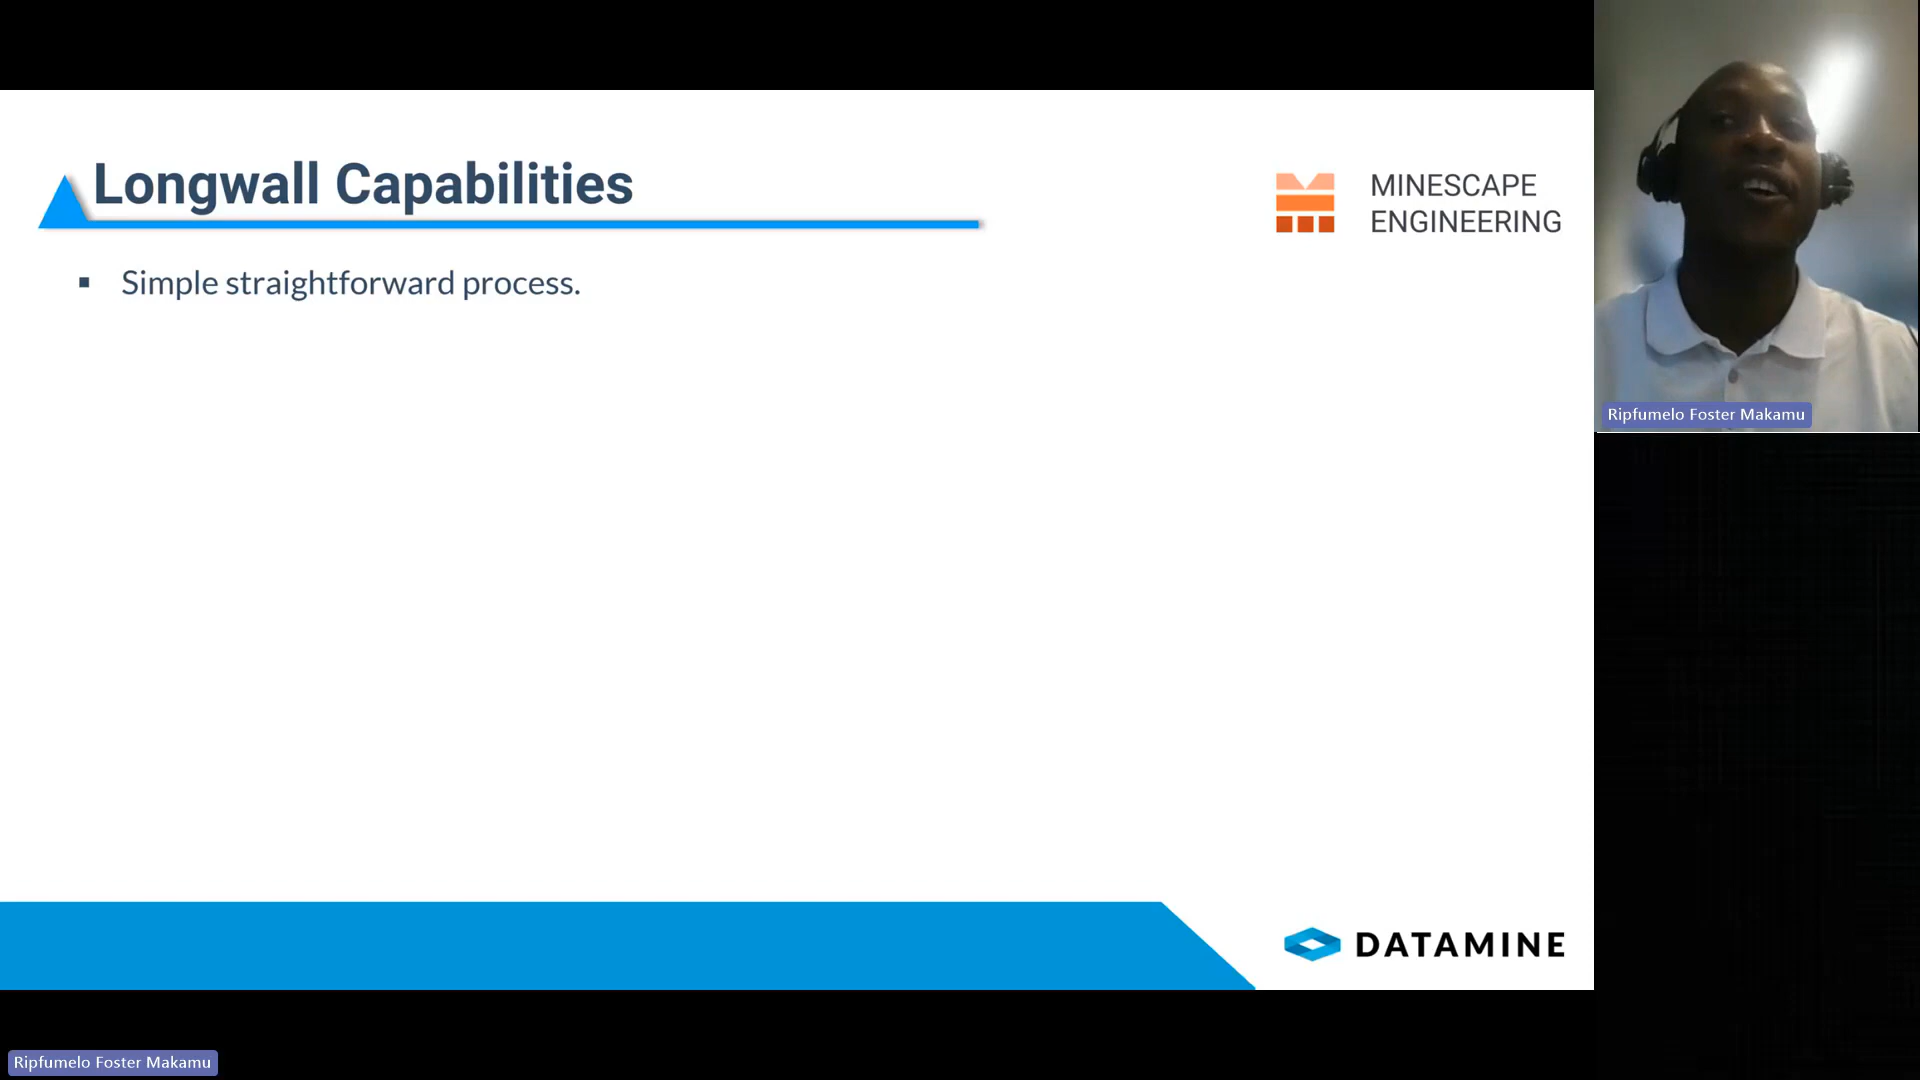 Longwall Capabilities
MINESCAPE
ENGINEERING
▪ Simple straightforward process.
Ripfumelo Foster Makamu
DATAMINE
Ripfumelo Foster Makamu